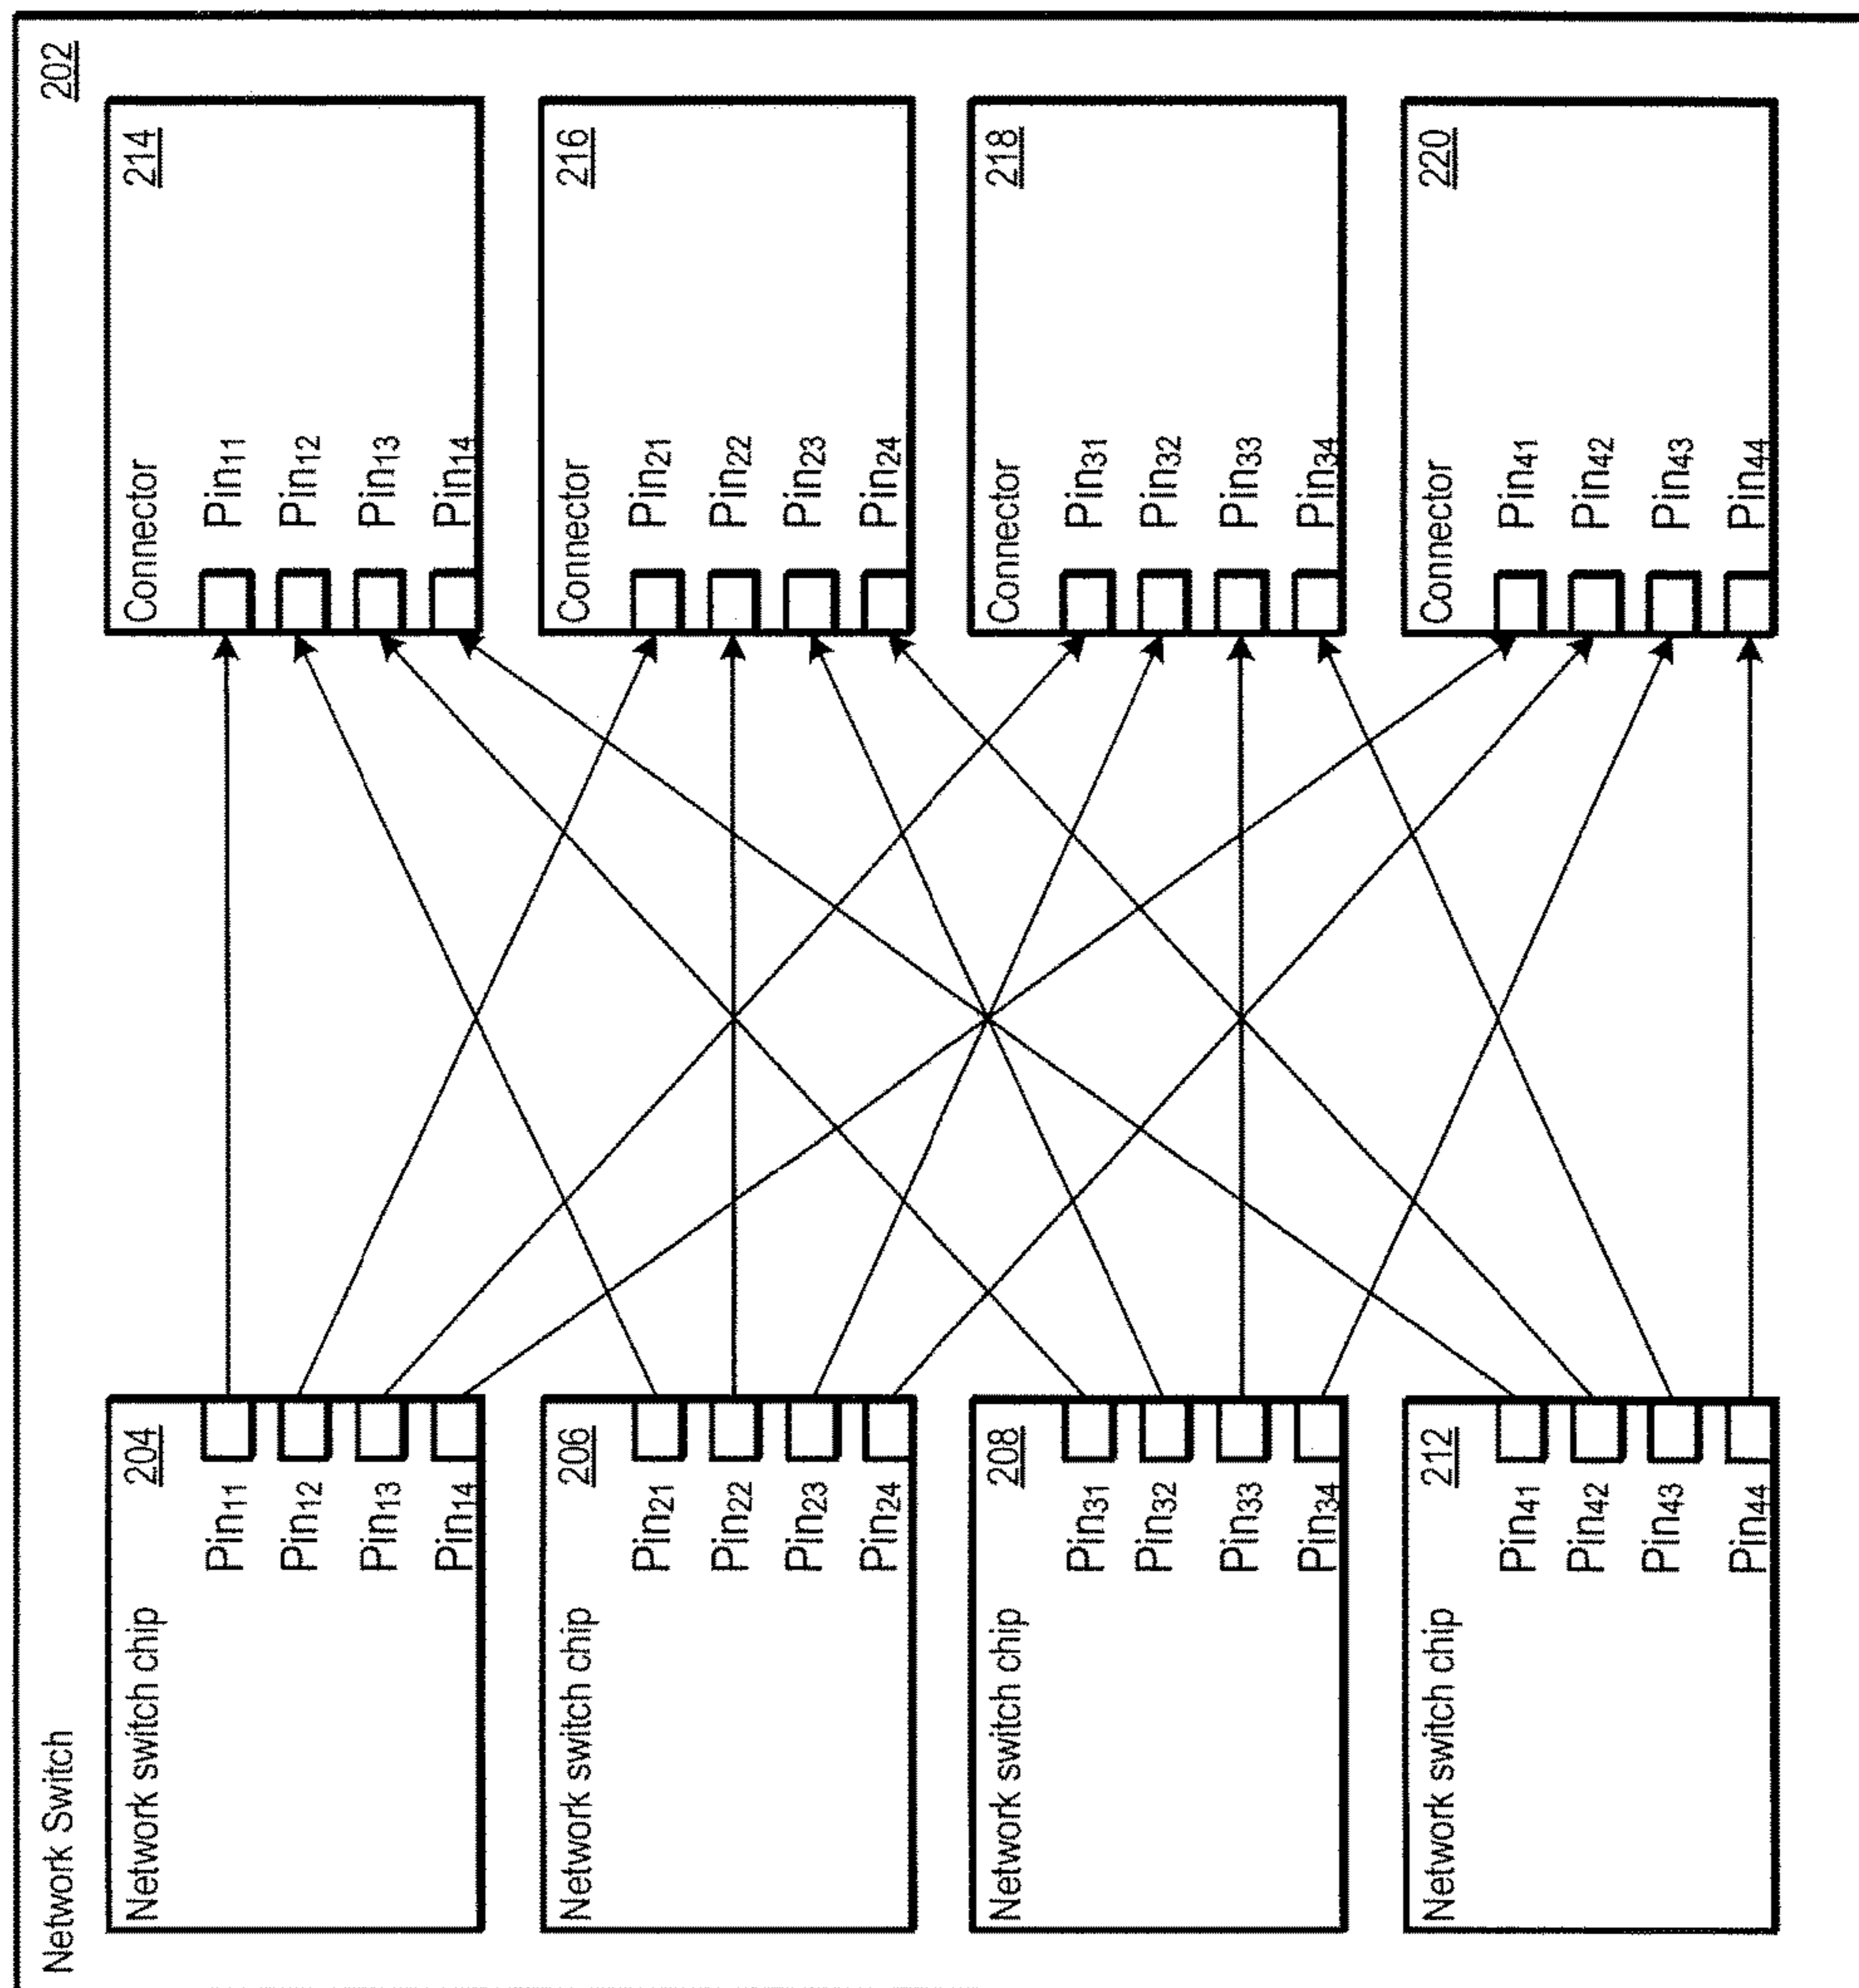 Network Switch
202
Network switch chip
204
Pin11
Pin12
Pin13
Pin14
Connector
214
Pin11
Pin12
Pin13
Pin14
Network switch chip
206
Pin21
Pin22
Pin23
Pin24
Connector
216
Pin21
Pin22
Pin23
Pin24
Network switch chip
208
Pin31
Pin32
Pin33
Pin34
Connector
218
Pin31
Pin32
Pin33
Pin34
Network switch chip
212
Pin41
Pin42
Pin43
Pin44
Connector
220
Pin41
Pin42
Pin43
Pin44